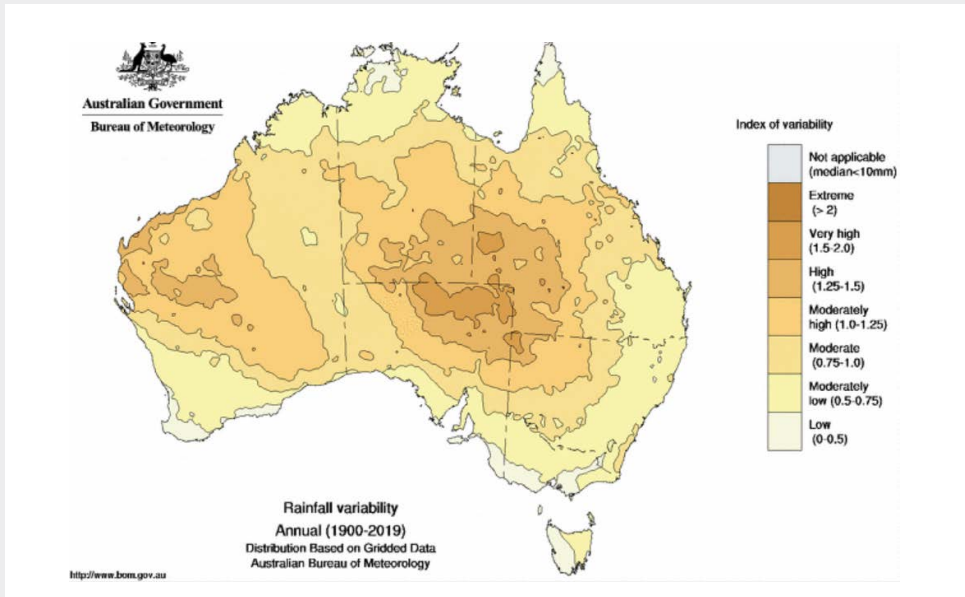 Australian Government
Bureau of Meteorology
Index of variability
Not applicable
(median<10mm)
Extreme
(> 2)
Very high
(1.5-2.0)
High
(1.25-1.5)
Moderately
high (1.0-1.25)
Moderate
(0.75-1.0)
Moderately
low (0.5-0.75)
Low
(0-0.5)
Rainfall variability
Annual (1900-2019)
Distribution Based on Gridded Data
Australian Bureau of Meteorology
http://www.bom.gov.au